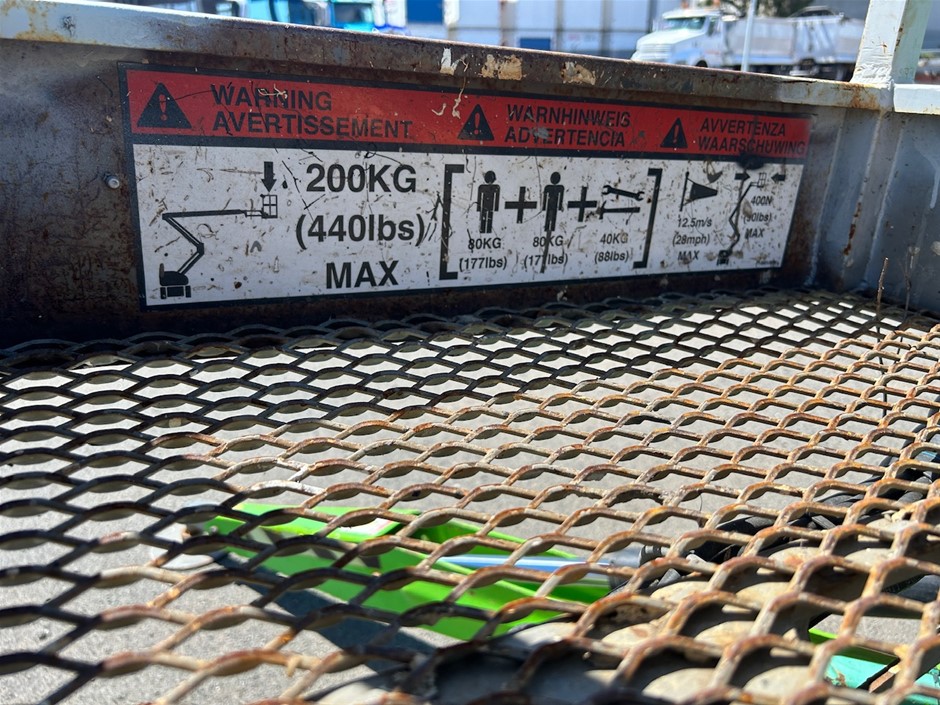 WARNING
AVERTISSEMENT
WARNHINWEIS
ADVERTENCIA
AVVERTENZA
WAARSCHUWING
200KG
(440lbs)
MAX
80KG
(177lbs)
+
80KG
(177lbs)
+
40KG
(88lbs)
12.5m/s
(28mph)
MAX
400N
(90lbs)
MAX